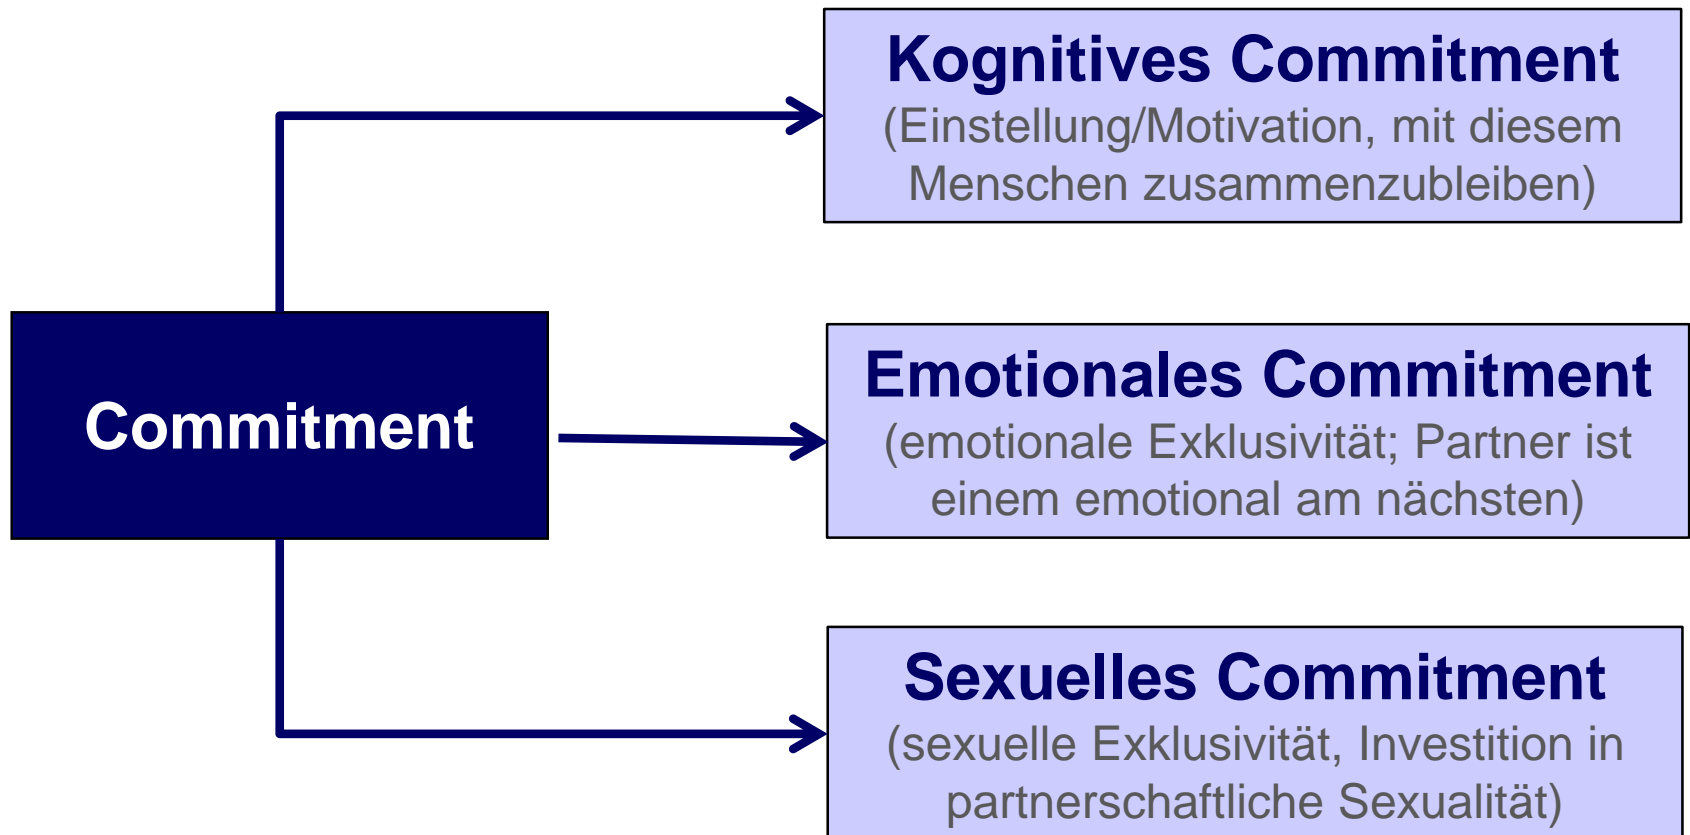 Kognitives Commitment
(Einstellung/Motivation, mit diesem
Menschen zusammenzubleiben)
Commitment
Emotionales Commitment
(emotionale Exklusivität; Partner ist
einem emotional am nächsten)
Sexuelles Commitment
(sexuelle Exklusivität, Investition in
partnerschaftliche Sexualität)